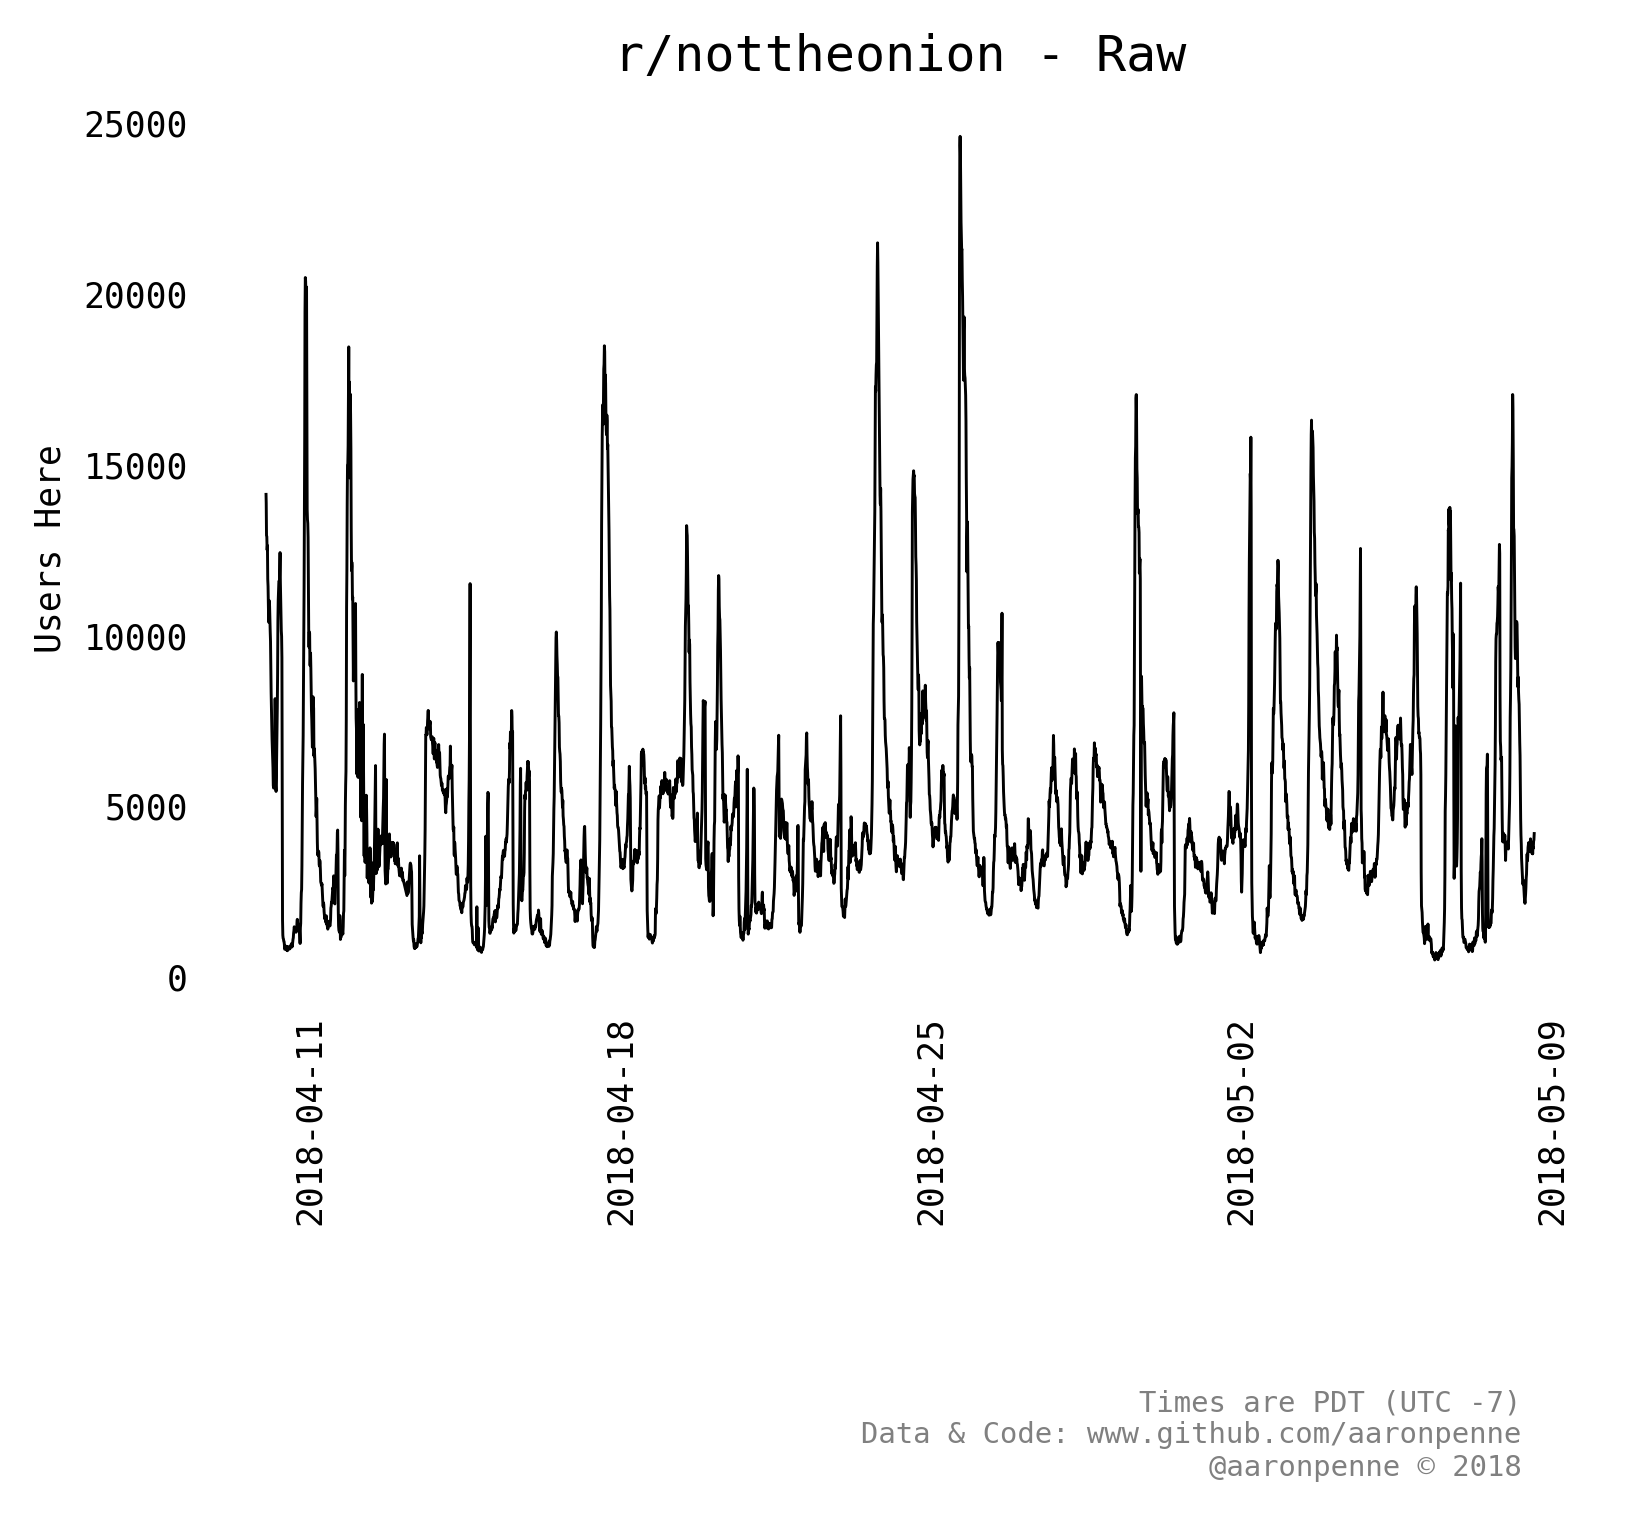 r/nottheonion - Raw
25000
20000
15000
10000
5000
0
Users Here
2018-04-11
2018-04-18
2018-04-25
2018-05-02
2018-05-09
Times are PDT (UTC -7)
Data & Code: www.github.com/aaronpenne
@aaronpenne © 2018